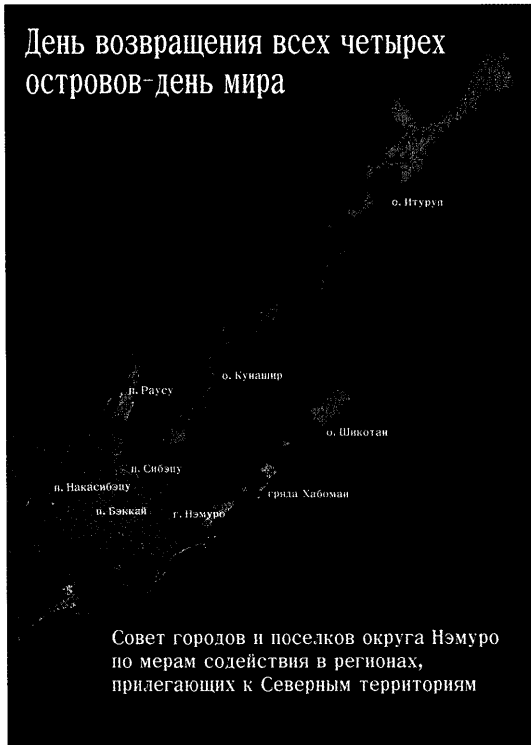 День возвращения всех четырех
островов-день мира
о. Итуруп
о. Кунашир
п. Раусу
о. Шикотан
п. Сибэцу
п. Накасибэцу
гряда Хабомаи
п. Бэккай
г. Нэмуро
Совет городов и поселков округа Нэмуро
по мерам содействия в регионах,
прилегающих к Северным территориям